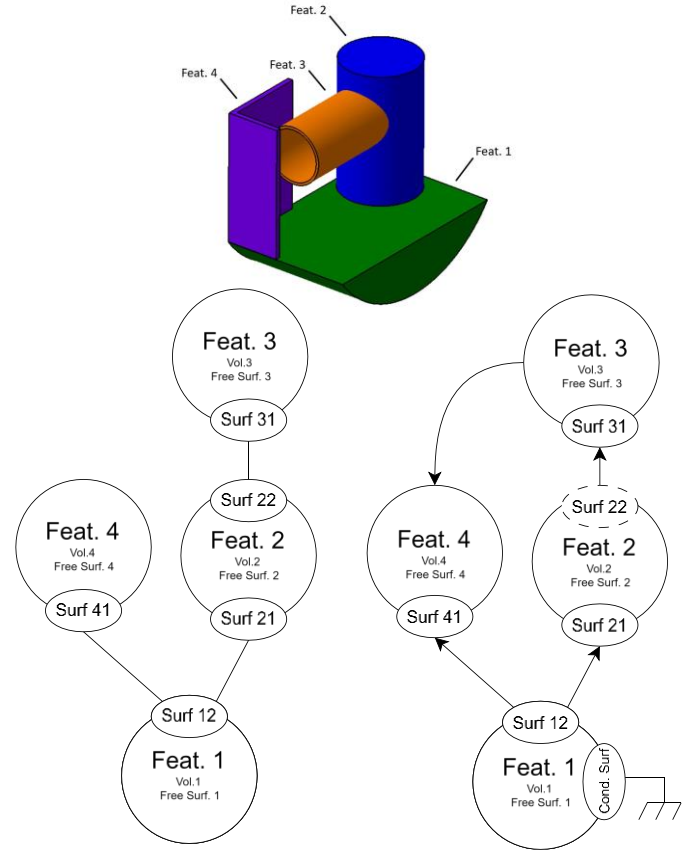 Feat. 2
Feat. 3
Feat. 4
Feat. 1
Feat. 3
Vol.3
Free Surf. 3
Surf 31
Surf 22
Feat. 4
Vol.4
Free Surf. 4
Surf 41
Feat. 2
Vol.2
Free Surf. 2
Surf 21
Surf 12
Feat. 1
Vol.1
Free Surf. 1
Feat. 3
Vol.3
Free Surf. 3
Surf 31
Surf 22
Feat. 4
Vol.4
Free Surf. 4
Surf 41
Feat. 2
Vol.2
Free Surf. 2
Surf 21
Surf 12
Feat. 1
Vol.1
Free Surf. 1
Cond. Surf